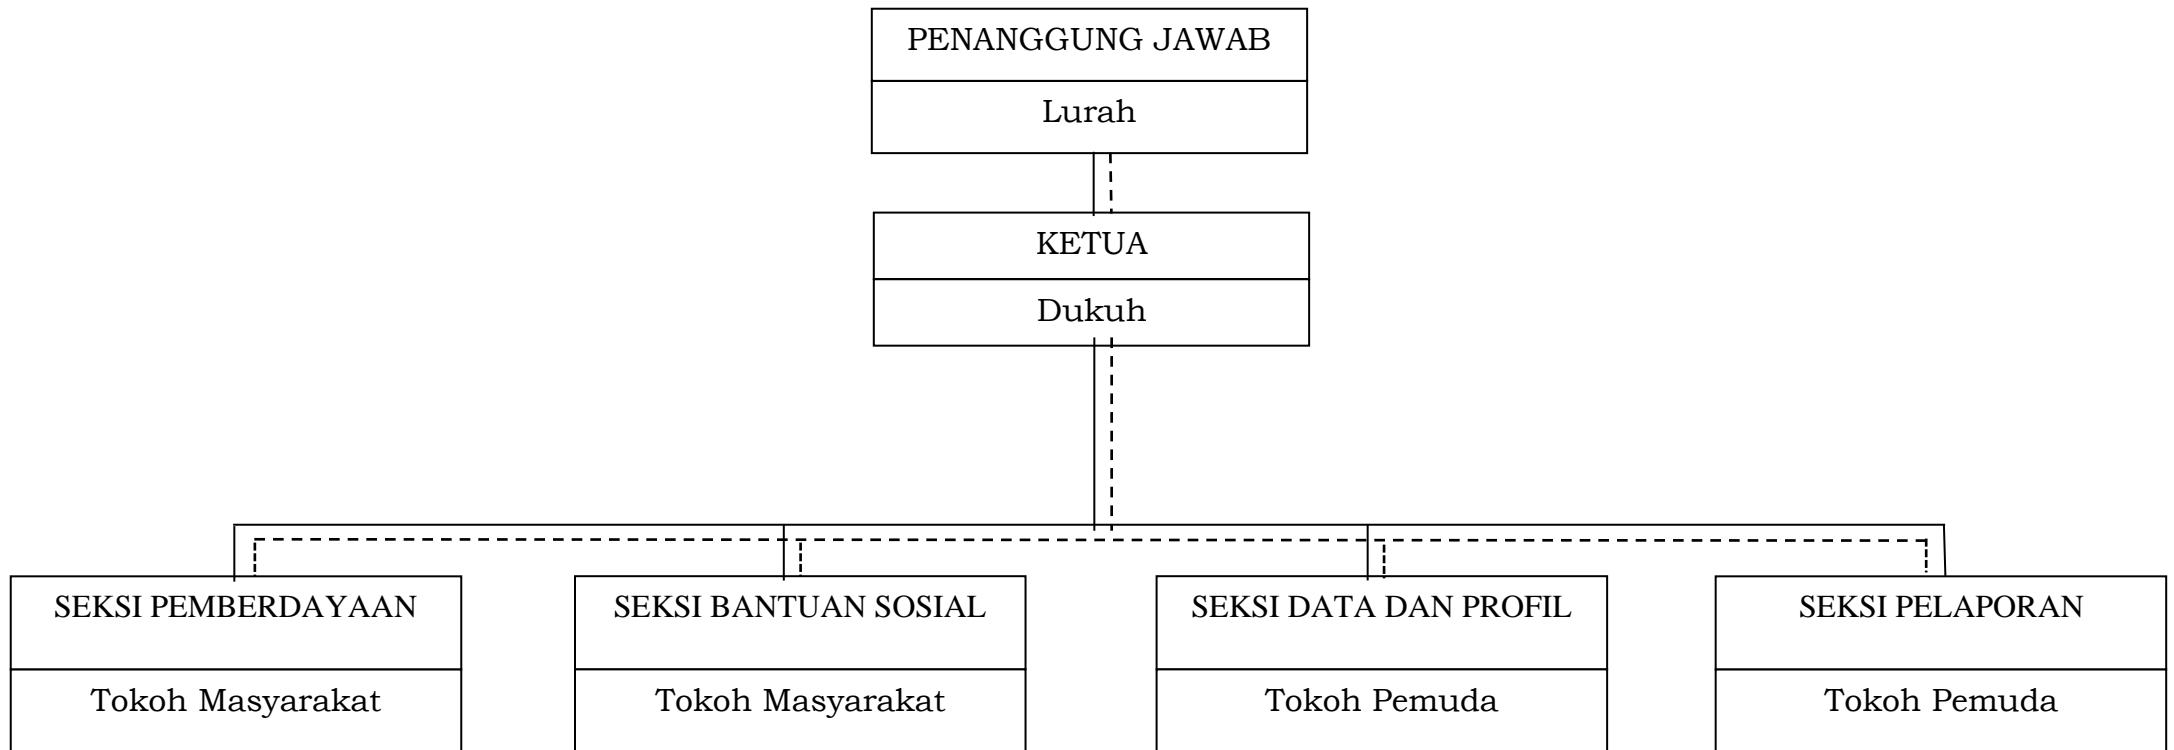 PENANGGUNG JAWAB
Lurah
KETUA
Dukuh
SEKSI PEMBERDAYAAN
Tokoh Masyarakat
SEKSI BANTUAN SOSIAL
Tokoh Masyarakat
SEKSI DATA DAN PROFIL
Tokoh Pemuda
SEKSI PELAPORAN
Tokoh Pemuda